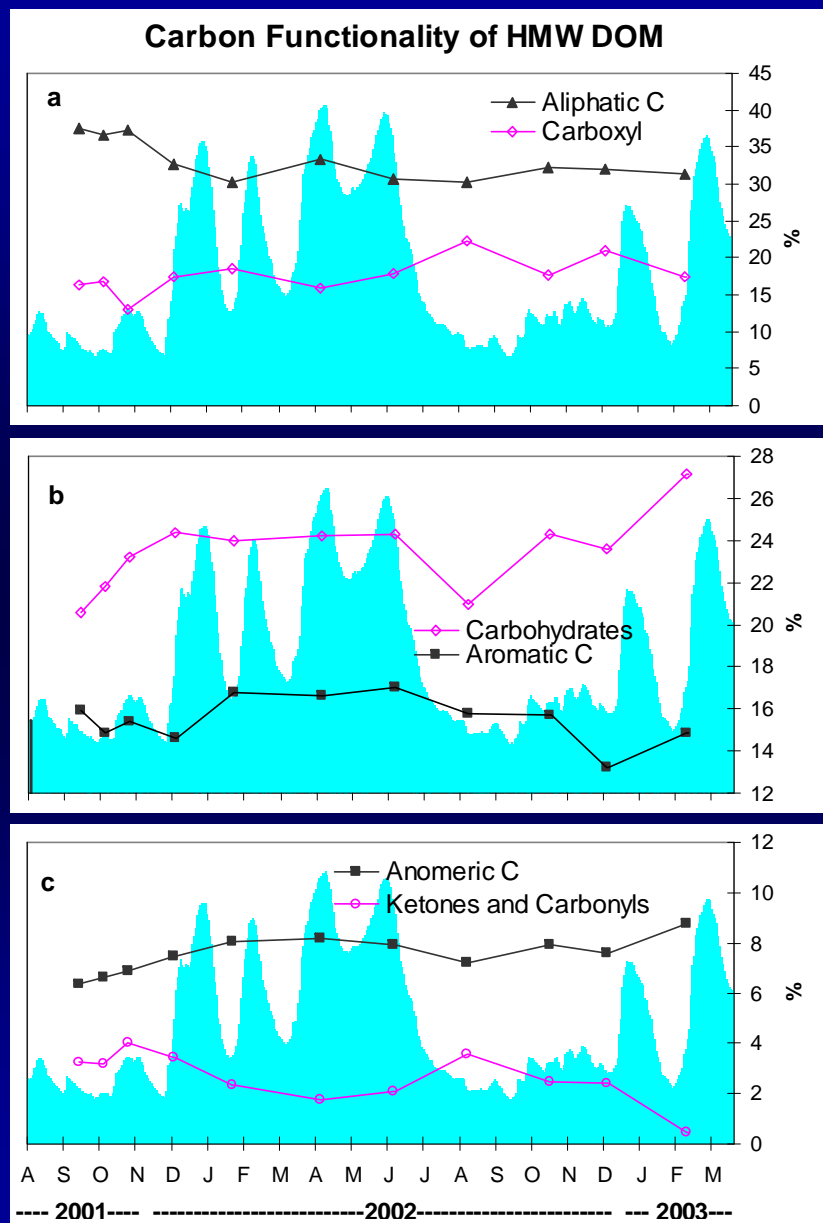 Carbon Functionality of HMW DOM
a
Aliphatic C
Carboxyl
45
40
35
30
25
20
15
10
5
0
%
A S O N D J F M A M J J A S O N D J F M
b
Carbohydrates
Aromatic C
28
26
24
22
20
18
16
14
12
%
A S O N D J F M A M J J A S O N D J F M
c
Anomeric C
Ketones and Carbonyls
12
10
8
6
4
2
0
%
A S O N D J F M A M J J A S O N D J F M
---- 2001---- --------------------------2002------------------------ --- 2003---